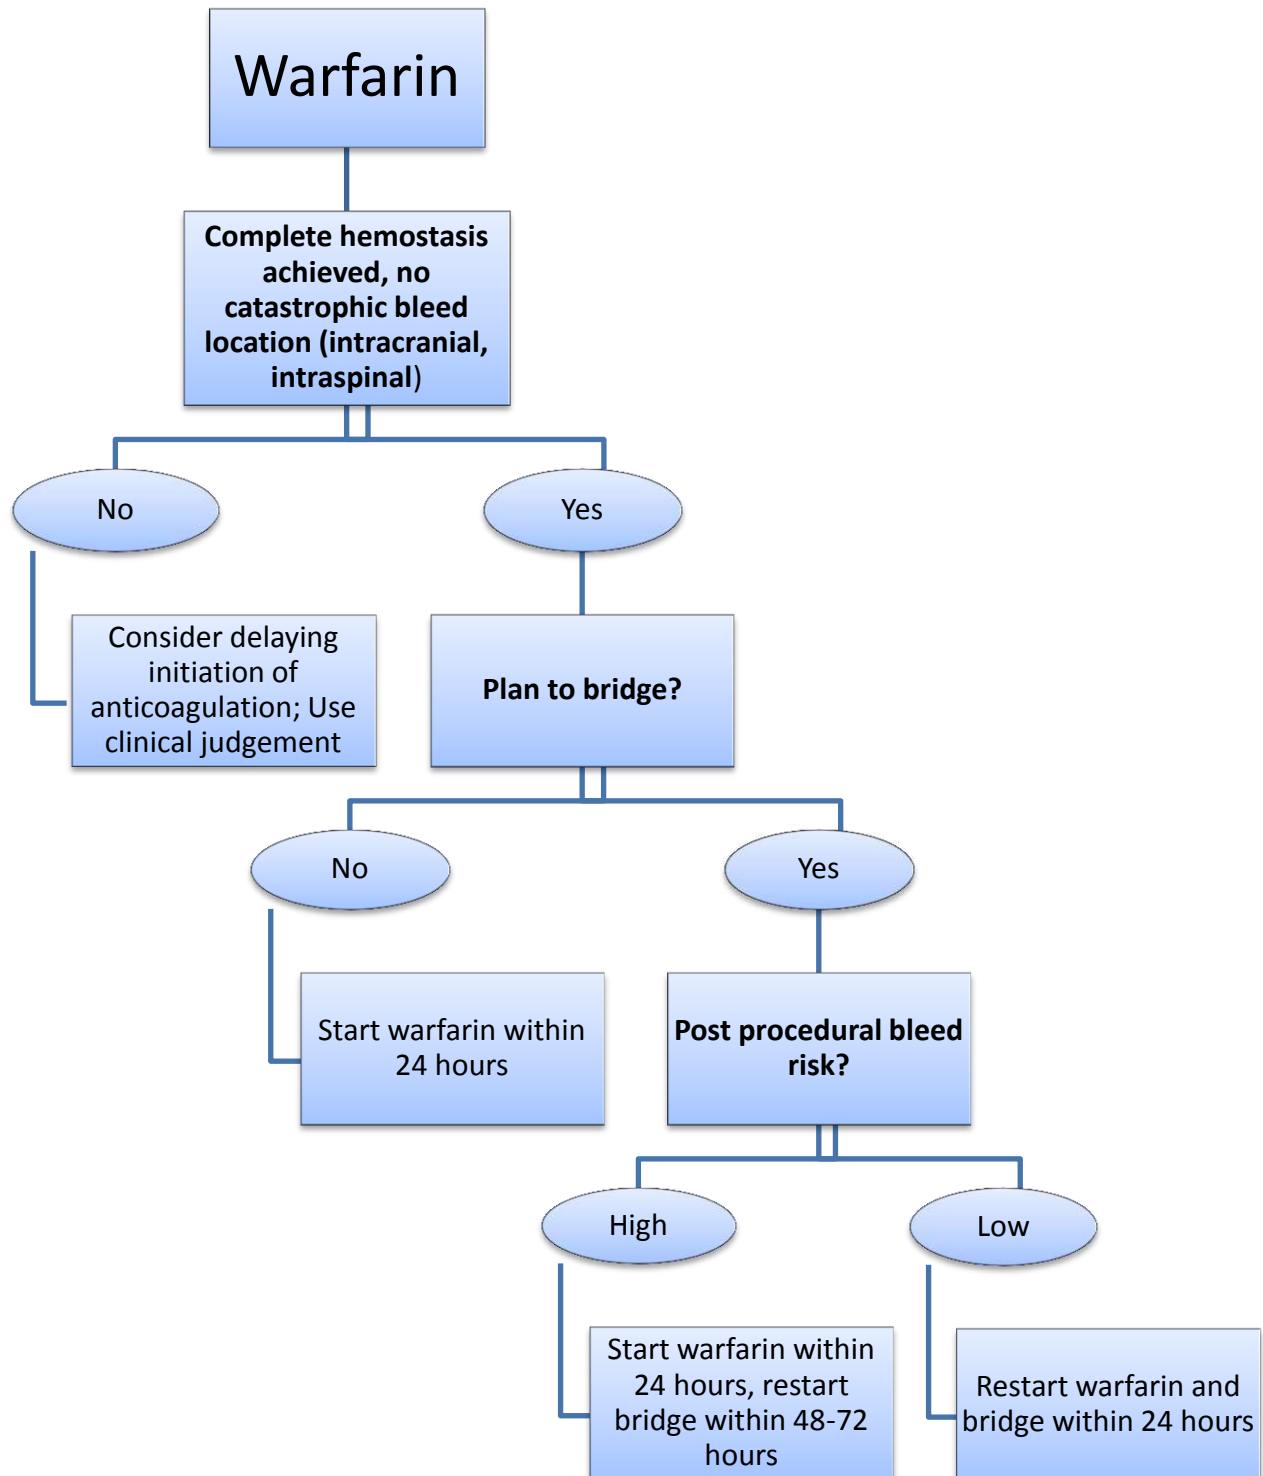 Warfarin
Complete hemostasis
achieved, no
catastrophic bleed
location (intracranial,
intraspinal)
No
Yes
Consider delaying
initiation of
anticoagulation; Use
clinical judgement
Plan to bridge?
No
Yes
Start warfarin within
24 hours
Post procedural bleed
risk?
High
Low
Start warfarin within
24 hours, restart
bridge within 48-72
hours
Restart warfarin and
bridge within 24 hours